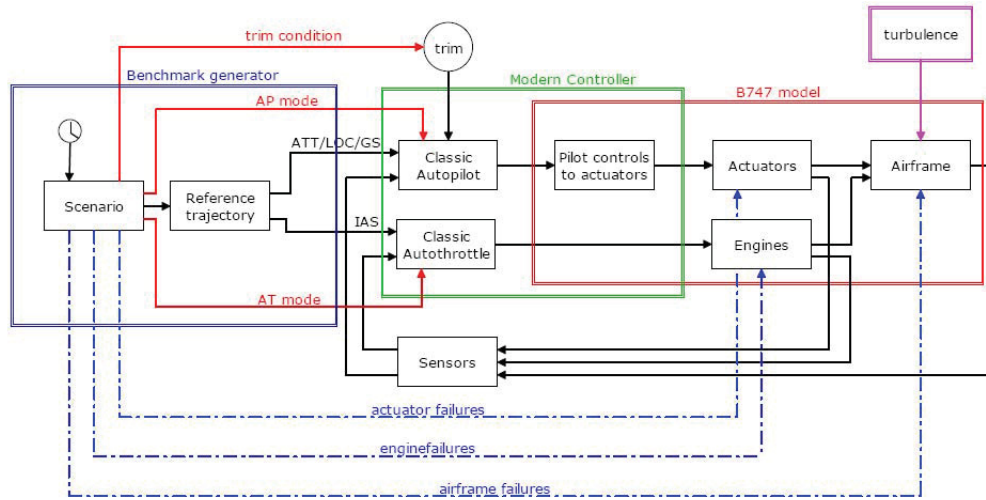 trim condition
trim
turbulence
Benchmark generator
Modern Controller
B747 model
AP mode
ATT/LOC/GS
Classic
Autopilot
Pilot controls
to actuators
Actuators
Airframe
Scenario
Reference
trajectory
IAS
Classic
Autothrottle
Engines
AT mode
Sensors
actuator failures
enginefailures
airframe failures